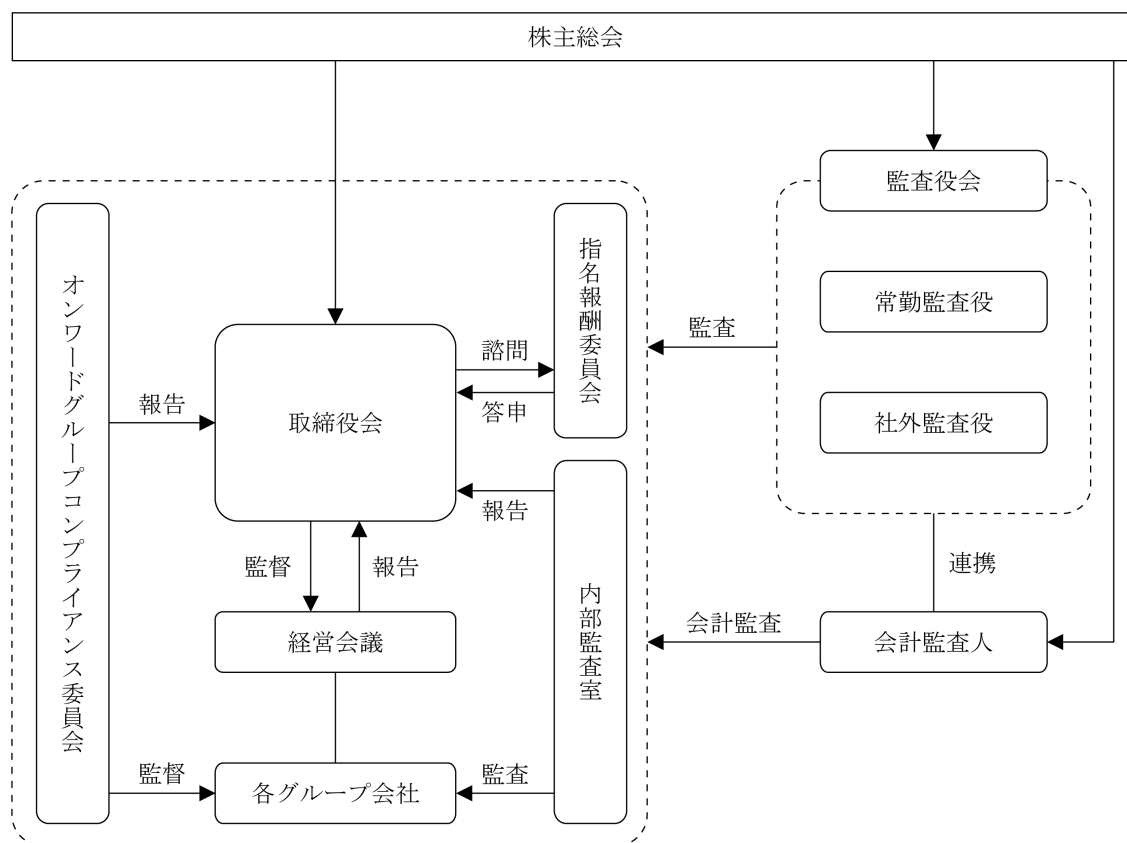 株主総会
監査役会
常勤監査役
社外監査役
監査
連携
会計監査人
会計監査
オンワードグループコンプライアンス委員会
指名報酬委員会
諮問
答申
報告
取締役会
報告
監督
報告
内部監査室
経営会議
監督
各グループ会社
監査